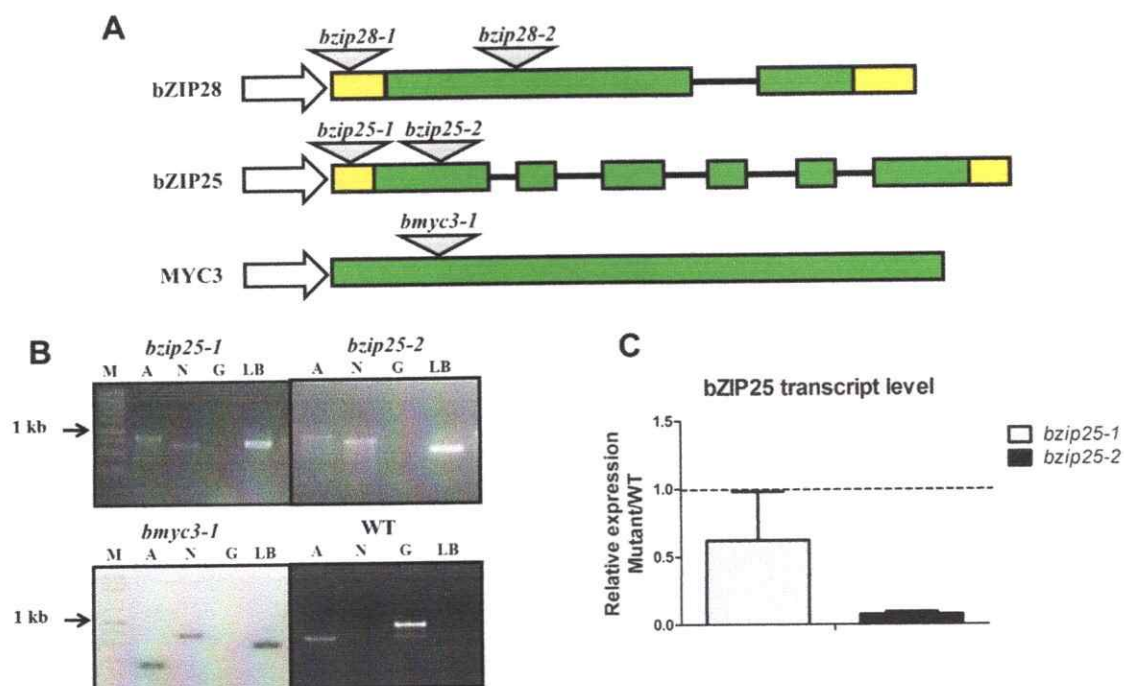 A
bzip28-1 bzip28-2
bZIP28
bzip25-1 bzip25-2
bZIP25
bmyc3-1
MYC3
B
bzip25-1 bzip25-2
M A N G LB A N G LB
1 kb
bmyc3-1 WT
M A N G LB A N G LB
1 kb
C
bZIP25 transcript level
Relative expression
Mutant/WT
1.5
1.0
0.5
0.0
bzip25-1
bzip25-2